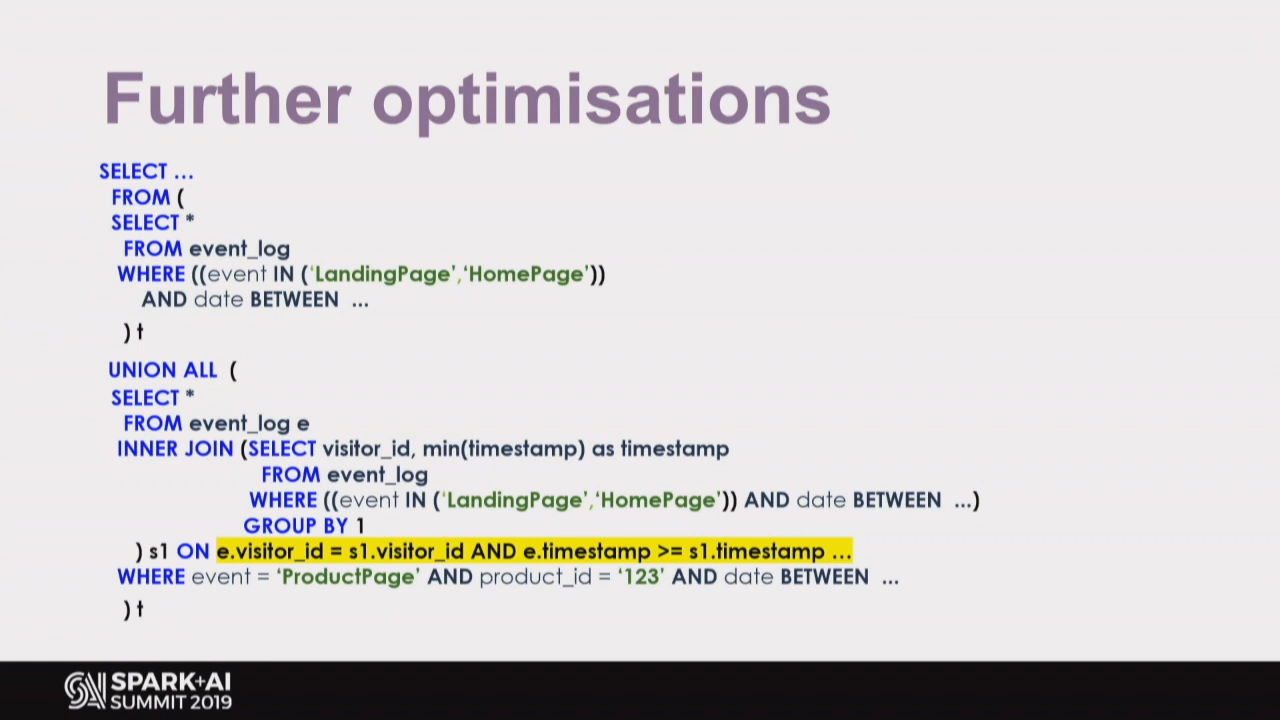 Further optimisations
SELECT …
FROM (
SELECT *
FROM event_log
WHERE ((event IN (‘LandingPage’,‘HomePage’))
AND date BETWEEN …
) t
UNION ALL (
SELECT *
FROM event_log e
INNER JOIN (SELECT visitor_id, min(timestamp) as timestamp
FROM event_log
WHERE ((event IN (‘LandingPage’,‘HomePage’)) AND date BETWEEN …)
GROUP BY 1
) s1 ON e.visitor_id = s1.visitor_id AND e.timestamp >= s1.timestamp …
WHERE event = ‘ProductPage’ AND product_id = ‘123’ AND date BETWEEN …
) t
SPARK+AI
SUMMIT 2019